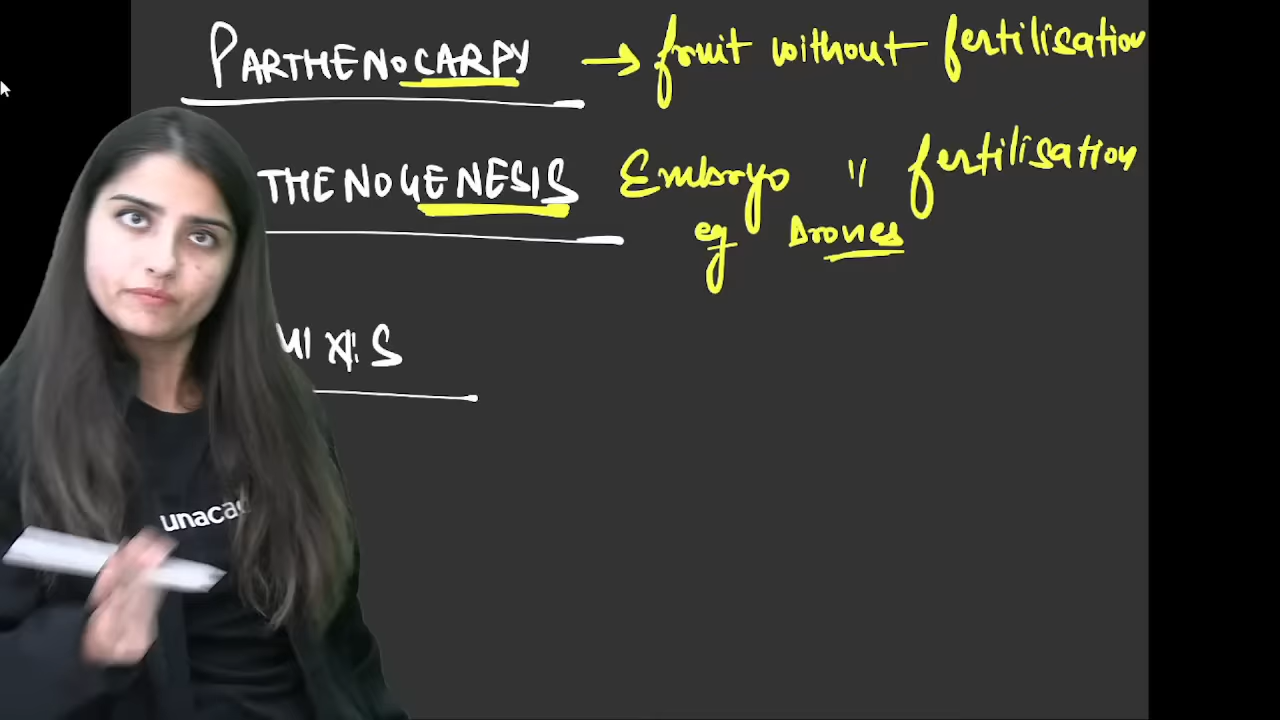 PARTHENOCARPY → fruit without fertilisation
THENOGENESIS Embryo " fertilisation
eg Drones
MIXIS
unacad